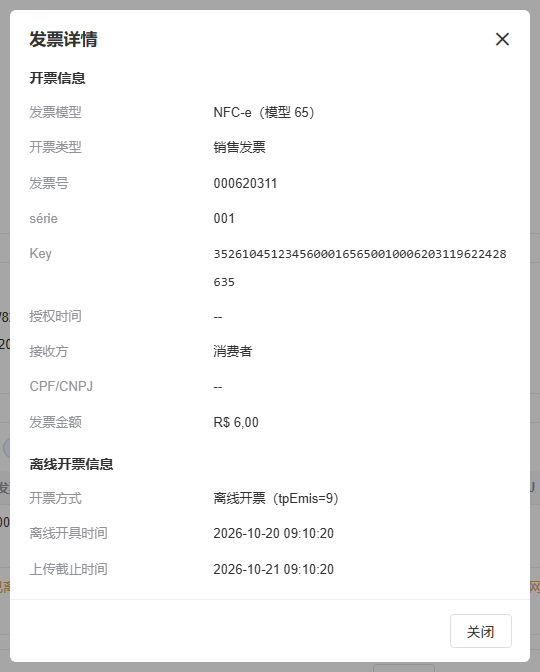 发票详情
开票信息
发票模型 NFC-e（模型 65）
开票类型 销售发票
发票号 000620311
série 001
Key 35261045123456000165650010006203119622428
635
授权时间 --
接收方 消费者
CPF/CNPJ --
发票金额 R$ 6,00
离线开票信息
开票方式 离线开票（tpEmis=9）
离线开具时间 2026-10-20 09:10:20
上传截止时间 2026-10-21 09:10:20
关闭